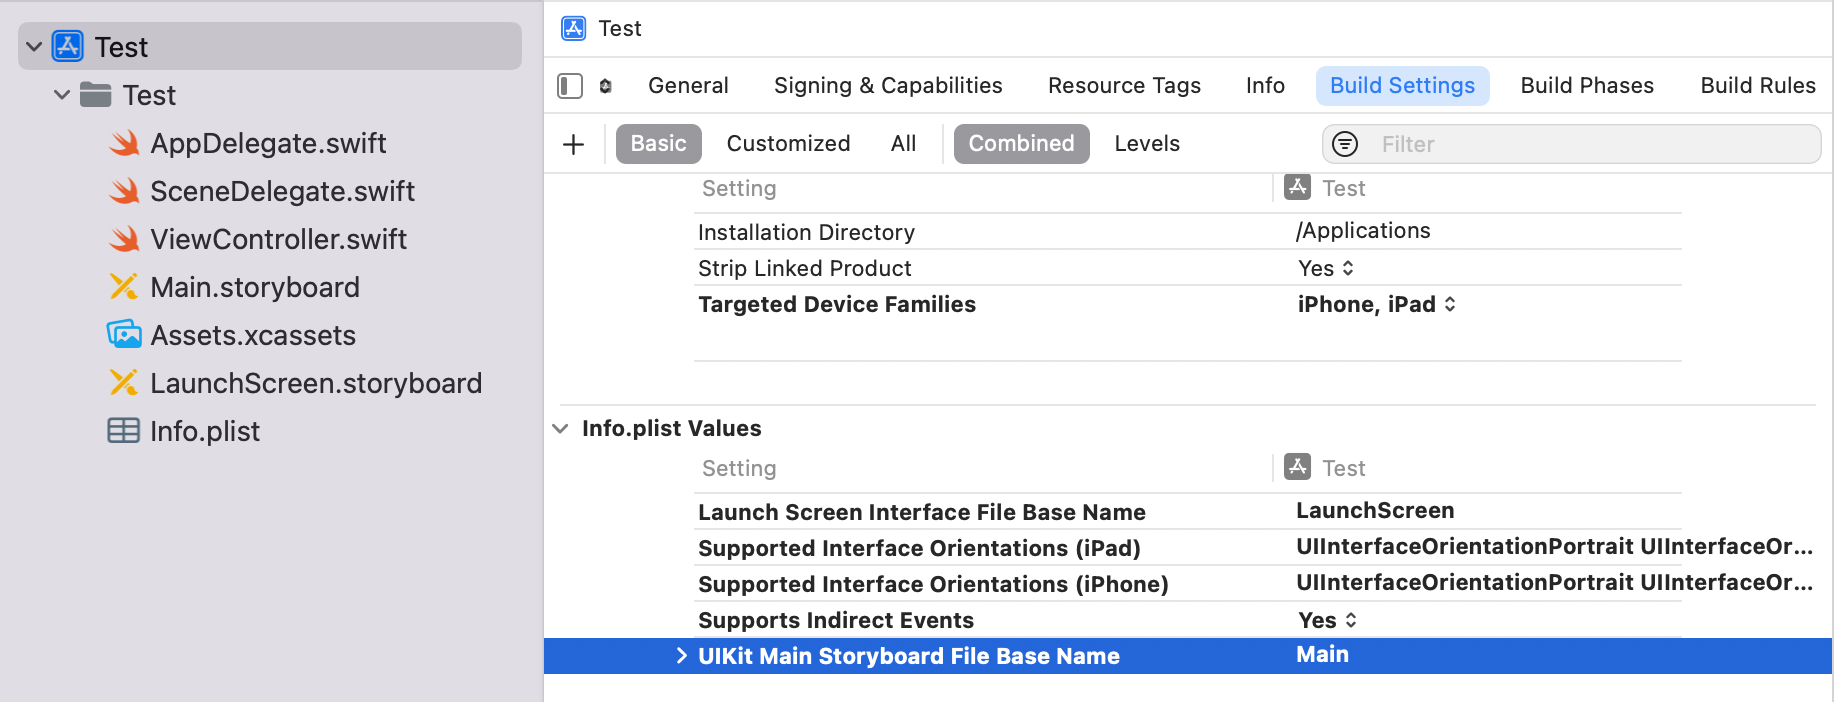 Test
Test
AppDelegate.swift
SceneDelegate.swift
ViewController.swift
Main.storyboard
Assets.xcassets
LaunchScreen.storyboard
Info.plist
Test
General Signing & Capabilities Resource Tags Info Build Settings Build Phases Build Rules
+ Basic Customized All Combined Levels Filter
Setting Test
Installation Directory /Applications
Strip Linked Product Yes
Targeted Device Families iPhone, iPad
Info.plist Values
Setting Test
Launch Screen Interface File Base Name LaunchScreen
Supported Interface Orientations (iPad) UIInterfaceOrientationPortrait UIInterfaceOr...
Supported Interface Orientations (iPhone) UIInterfaceOrientationPortrait UIInterfaceOr...
Supports Indirect Events Yes
UIKit Main Storyboard File Base Name Main